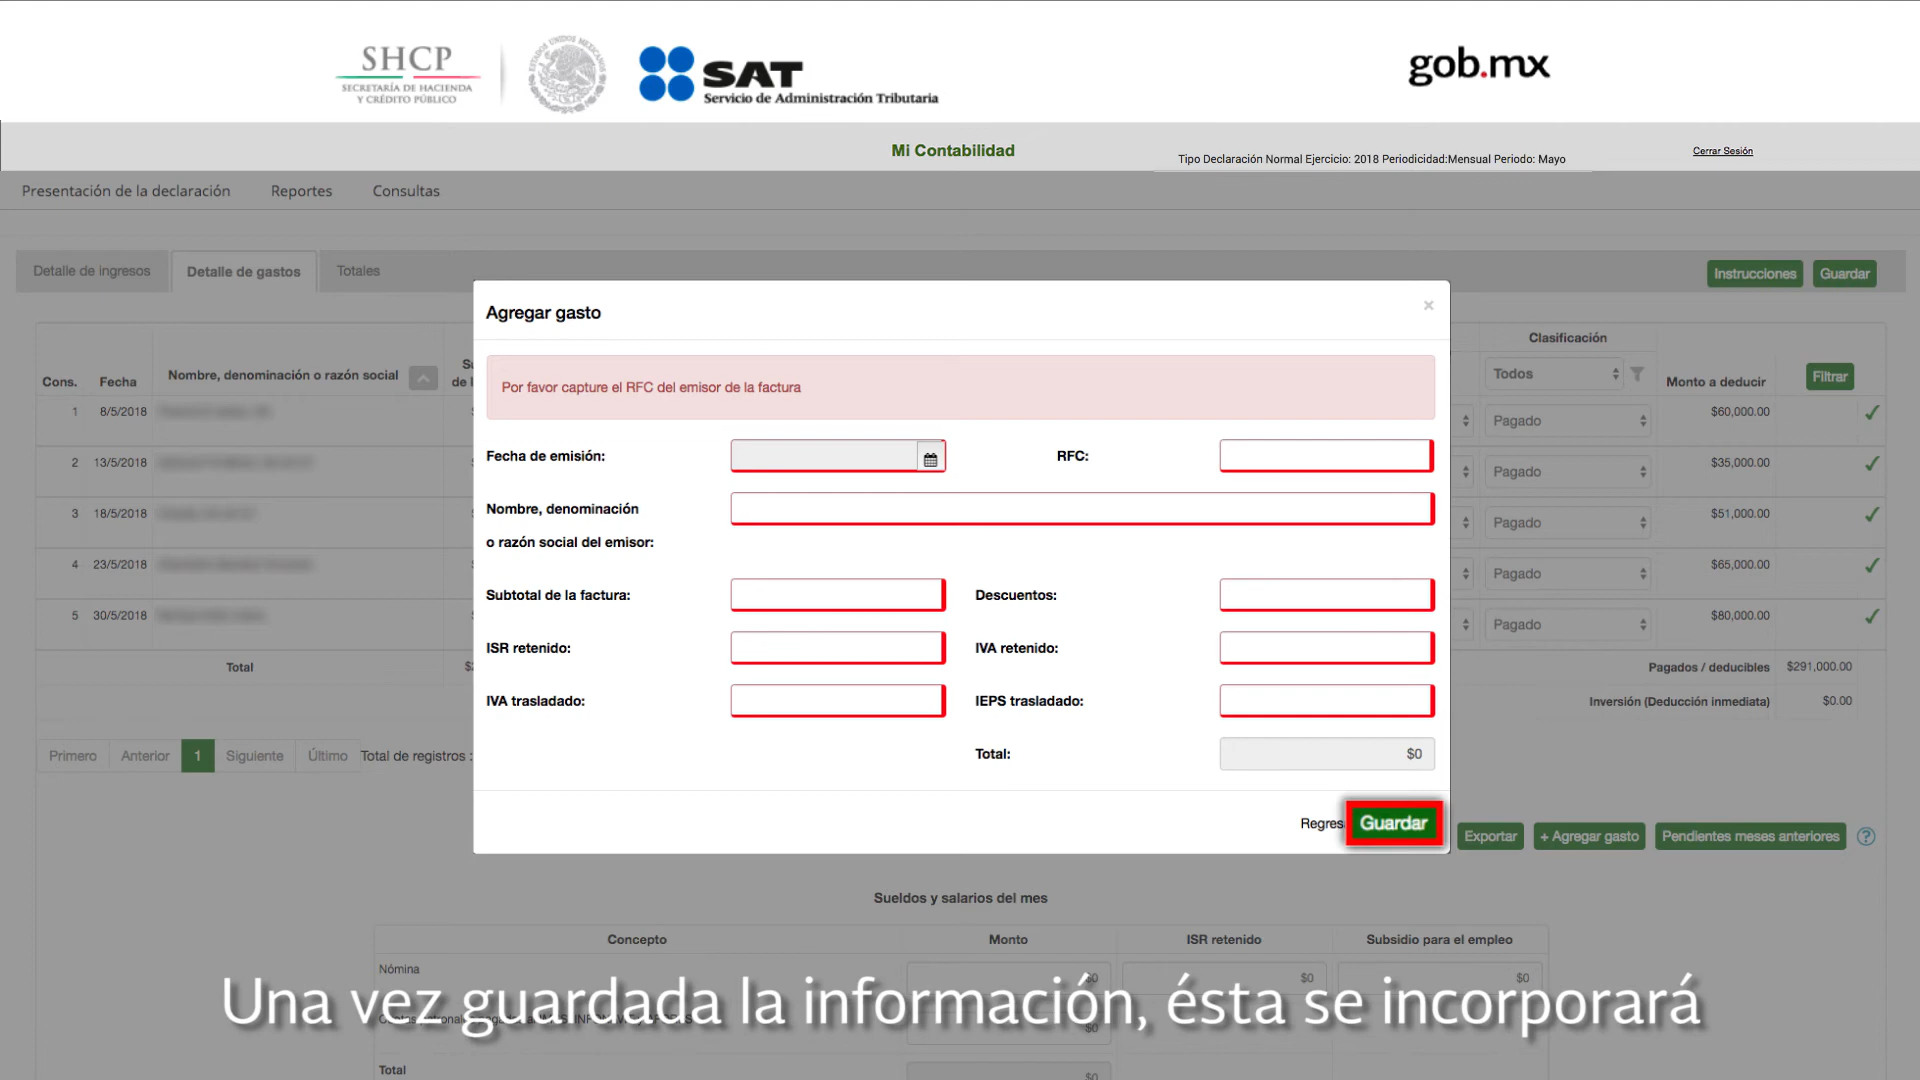 SHCP
SECRETARÍA DE HACIENDA
Y CRÉDITO PÚBLICO
ESTADOS UNIDOS MEXICANOS
SAT
Servicio de Administración Tributaria
gob.mx
Mi Contabilidad
Tipo Declaración Normal Ejercicio: 2018 Periodicidad:Mensual Periodo: Mayo
Cerrar Sesión
Presentación de la declaración Reportes Consultas
Detalle de ingresos Detalle de gastos Totales
Instrucciones Guardar
Agregar gasto ×
Por favor capture el RFC del emisor de la factura
Fecha de emisión: RFC:
Nombre, denominación
o razón social del emisor:
Subtotal de la factura: Descuentos:
ISR retenido: IVA retenido:
IVA trasladado: IEPS trasladado:
Total: $0
Regres Guardar
Clasificación
Cons. Fecha Nombre, denominación o razón social Todos Monto a deducir Filtrar
1 8/5/2018 Pagado $60,000.00
2 13/5/2018 Pagado $35,000.00
3 18/5/2018 Pagado $51,000.00
4 23/5/2018 Pagado $65,000.00
5 30/5/2018 Pagado $80,000.00
Total Pagados / deducibles $291,000.00
Inversión (Deducción inmediata) $0.00
Primero Anterior 1 Siguiente Último Total de registros :
Exportar + Agregar gasto Pendientes meses anteriores ?
Sueldos y salarios del mes
Concepto Monto ISR retenido Subsidio para el empleo
Nómina $0 $0 $0
$0
Total $0
Una vez guardada la información, ésta se incorporará